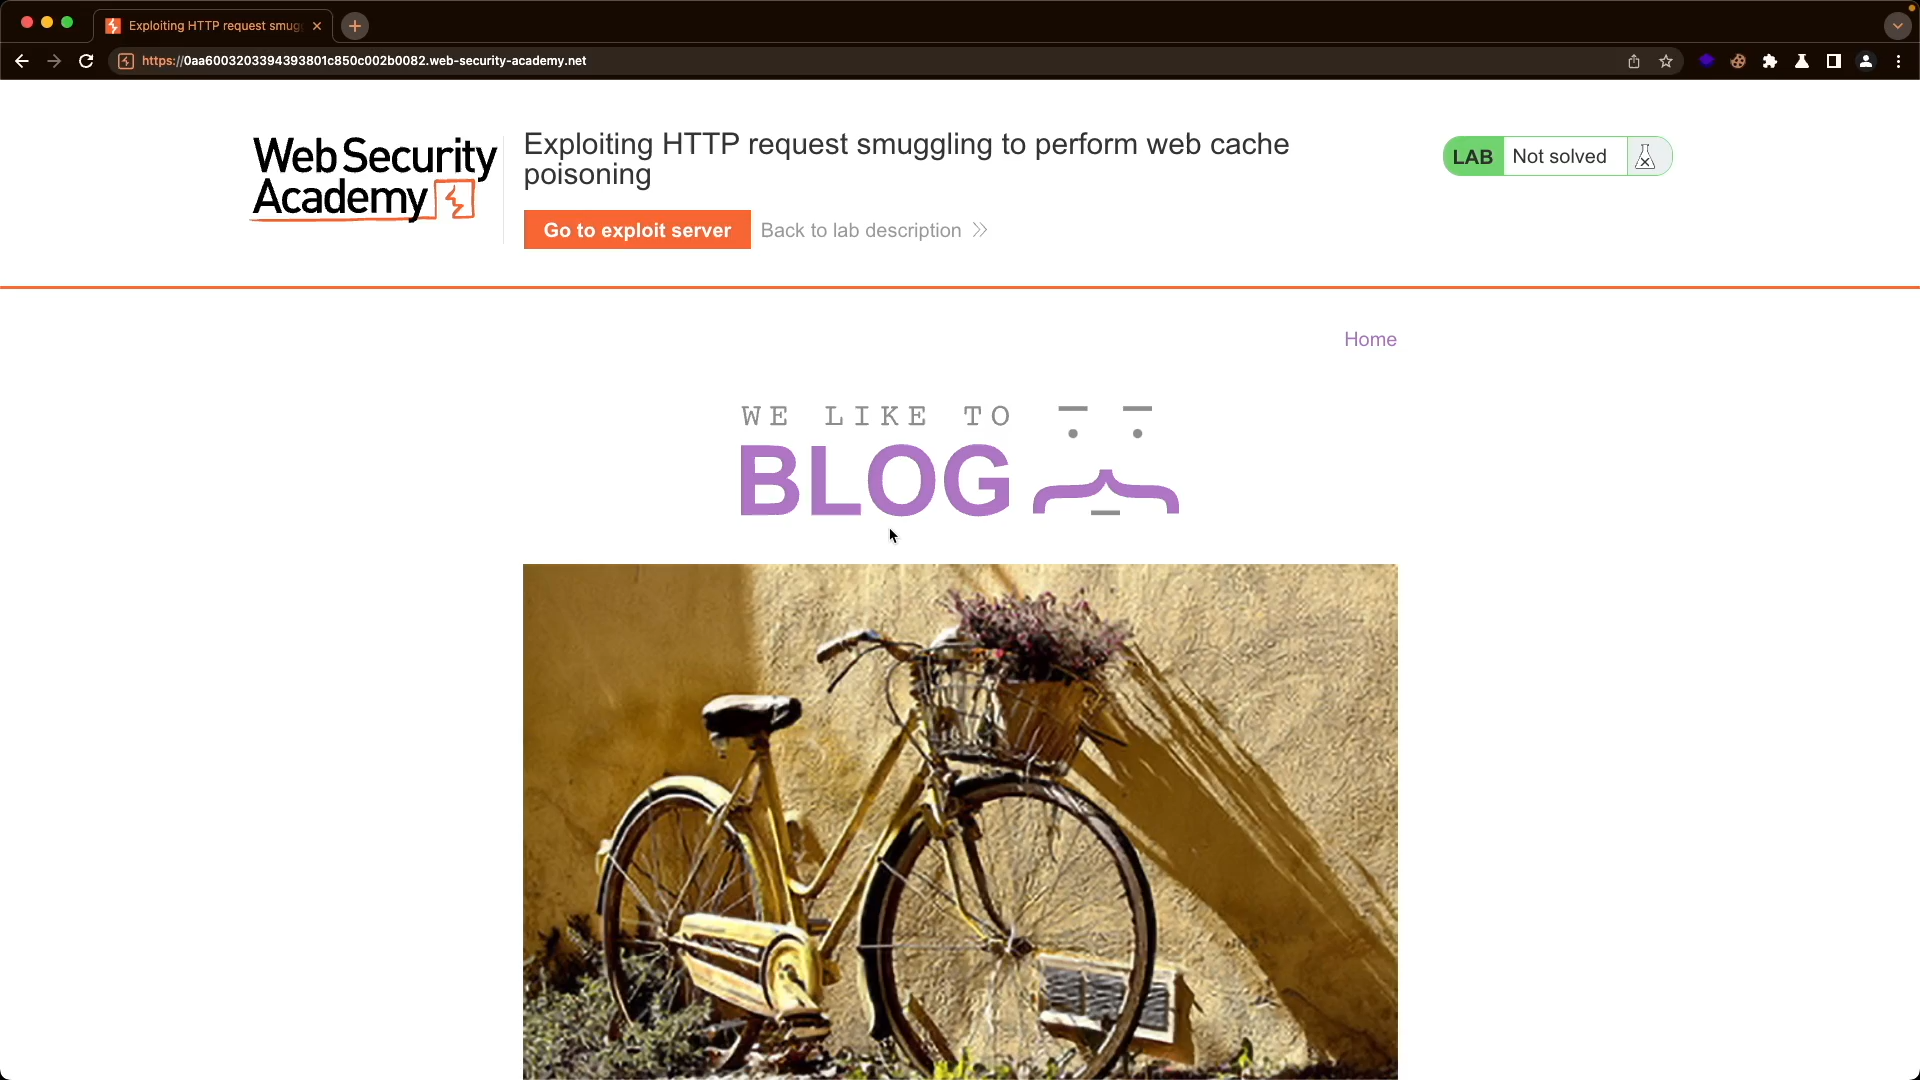 Exploiting HTTP request smug
https://0aa6003203394393801c850c002b0082.web-security-academy.net
Web Security
Academy
Exploiting HTTP request smuggling to perform web cache
poisoning
LAB Not solved
Go to exploit server
Back to lab description
Home
WE LIKE TO
BLOG